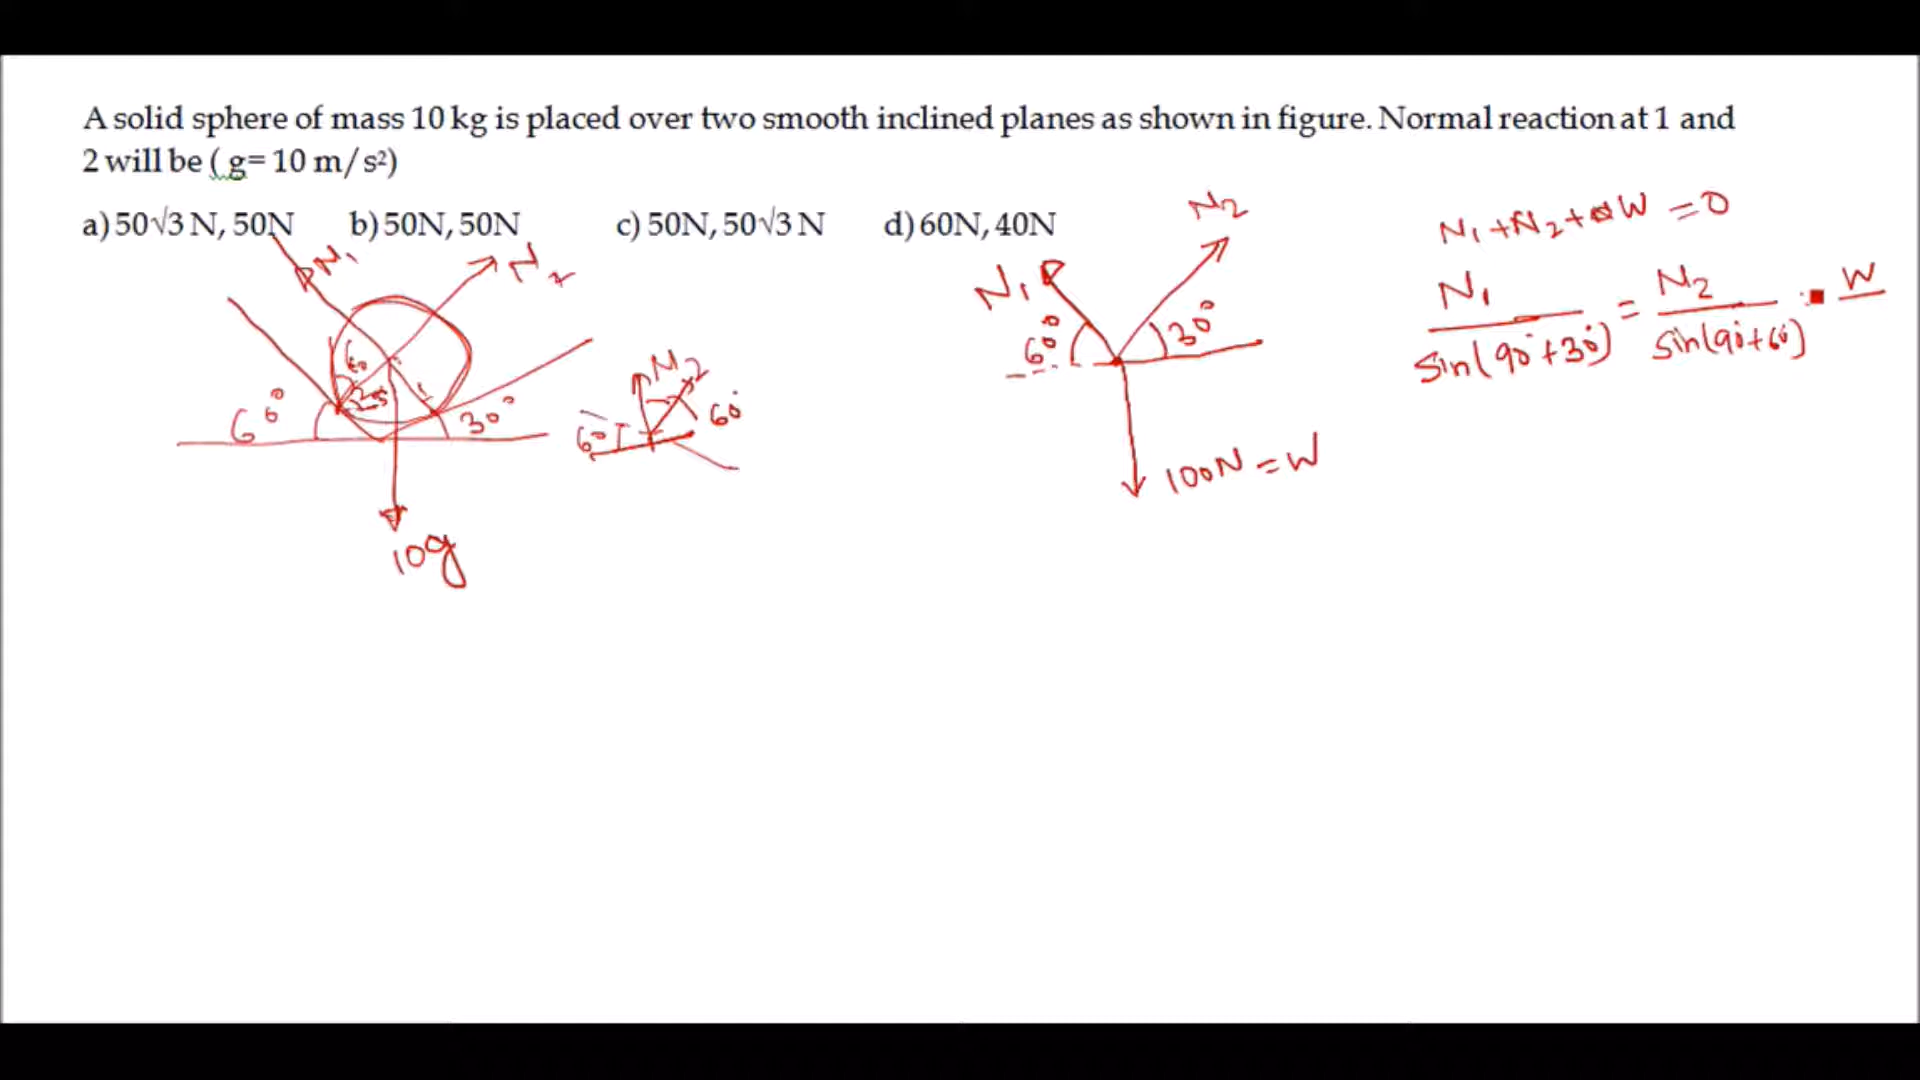 A solid sphere of mass 10 kg is placed over two smooth inclined planes as shown in figure. Normal reaction at 1 and
2 will be ( g= 10 m/s²)
a) 50√3 N, 50N b) 50N, 50N c) 50N, 50√3 N d) 60N, 40N
N₁
N₂
60
60°
30°
10g
N₂
60
60°
N₁
N₂
60°
30°
100N = W
N₁ + N₂ + W = 0
N₁ / sin(90°+30°) = N₂ / sin(90°+60°) W